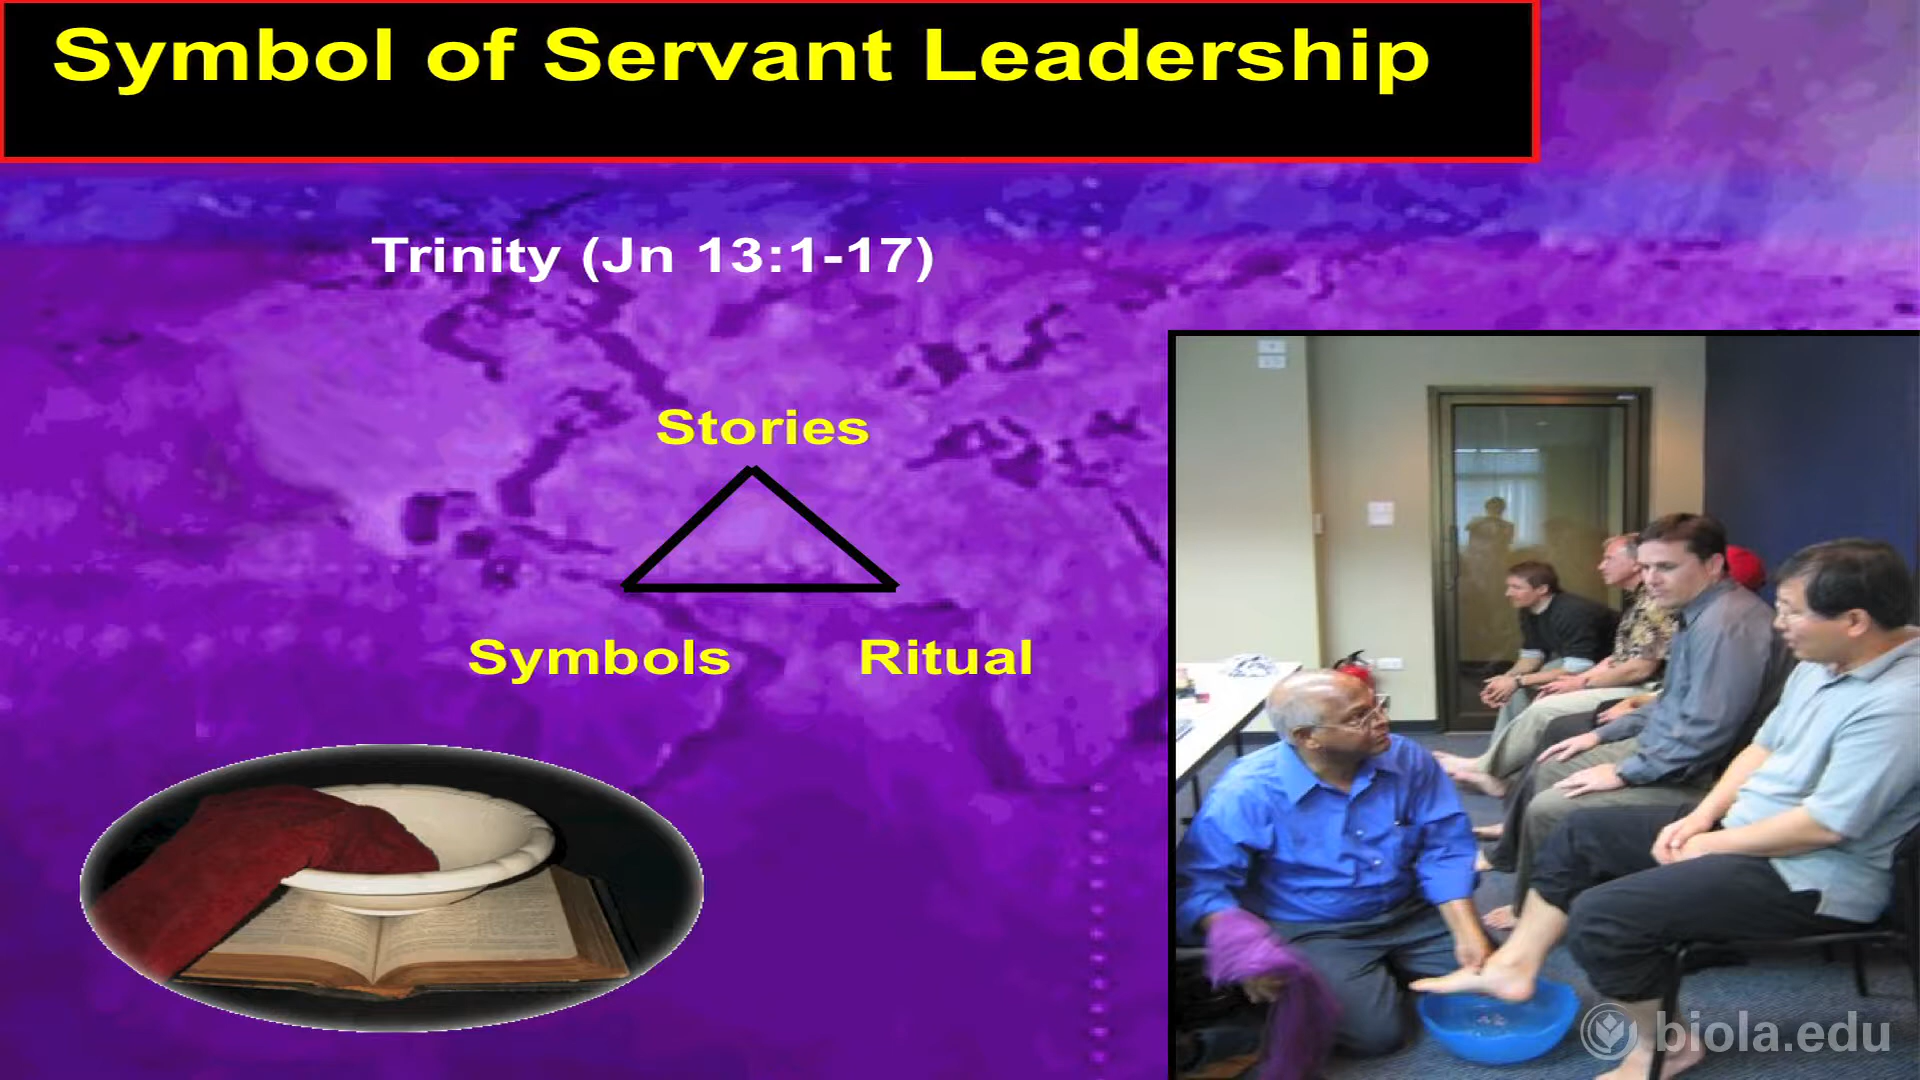 Symbol of Servant Leadership
Trinity (Jn 13:1-17)
Stories
Symbols Ritual
biola.edu